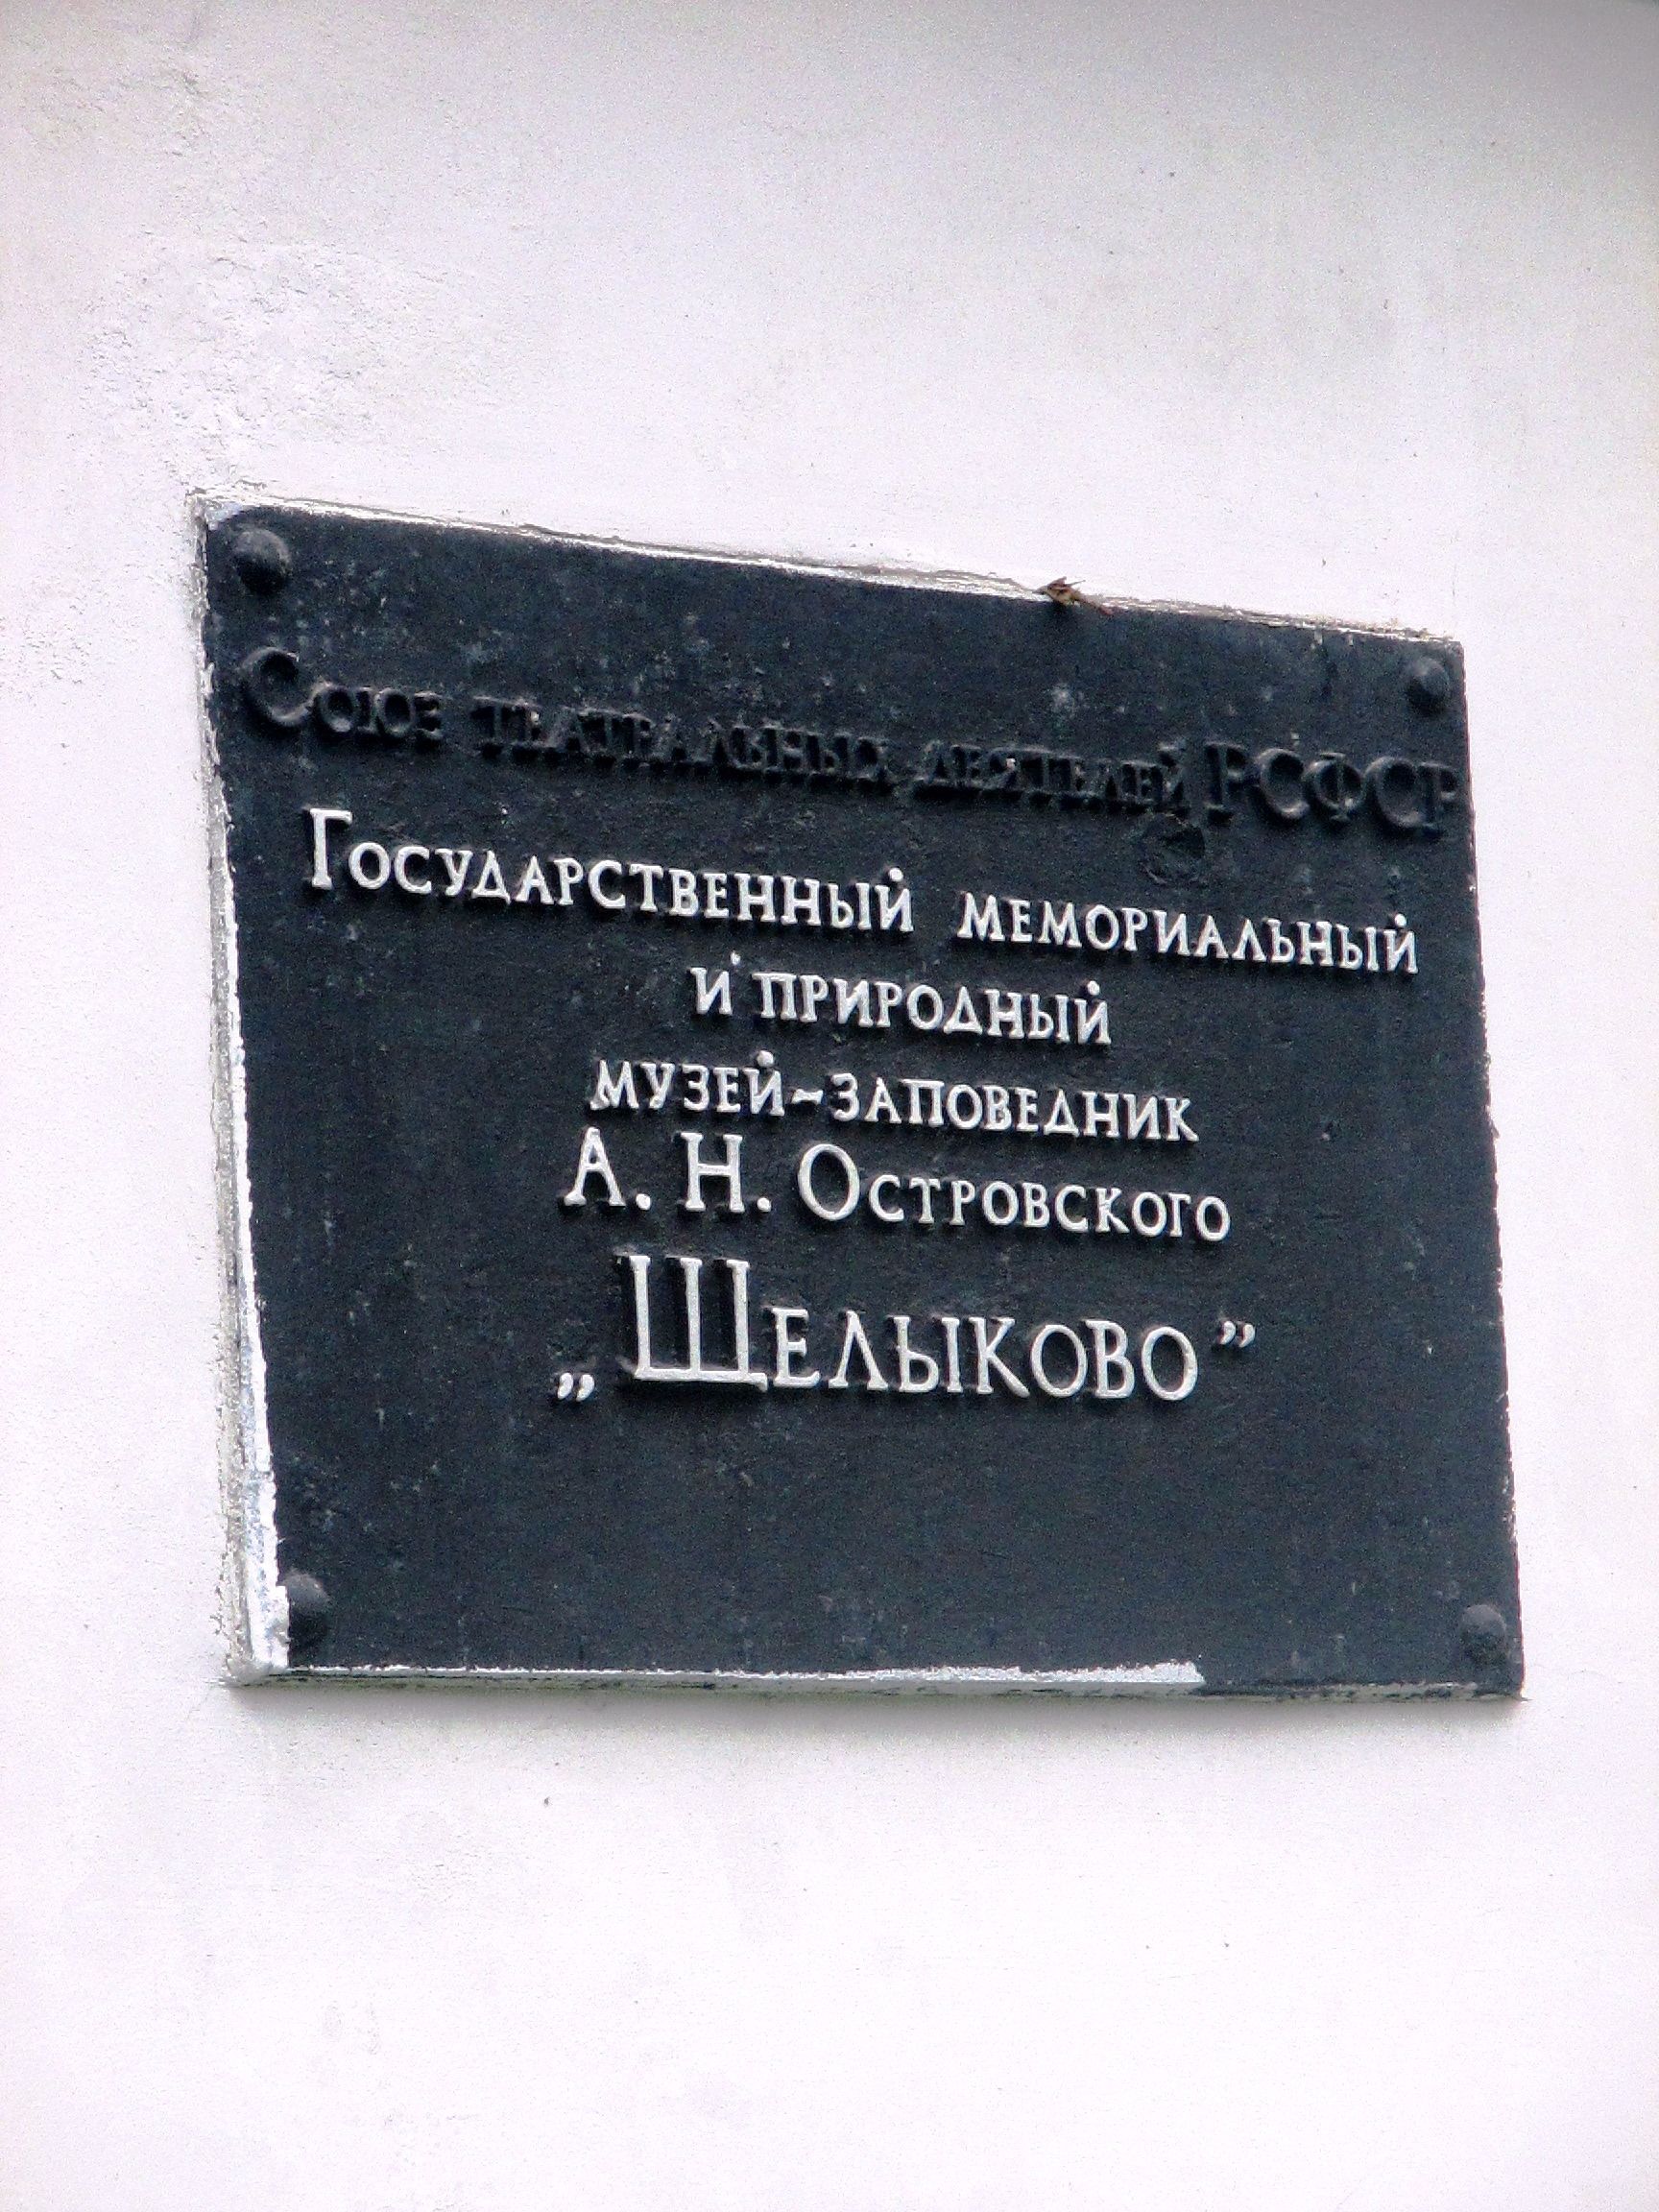 Союз театральных деятелей РСФСР
Государственный мемориальный
и природный
музей-заповедник
А. Н. Островского
„Щелыково”